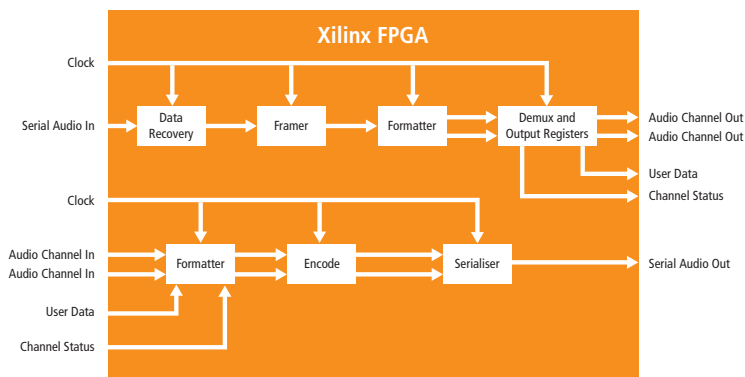 Xilinx FPGA
Clock
Serial Audio In
Data
Recovery
Framer
Formatter
Demux and
Output Registers
Audio Channel Out
Audio Channel Out
User Data
Channel Status
Clock
Audio Channel In
Audio Channel In
Formatter
Encode
Serialiser
Serial Audio Out
User Data
Channel Status